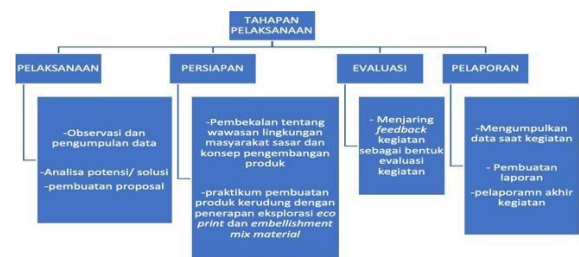 TAHAPAN
PELAKSANAAN
PELAKSANAAN
PERSIAPAN
EVALUASI
PELAPORAN
-Observasi dan
pengumpulan data
-Analisa potensi/ solusi
-pembuatan proposal
-Pembekalan tentang
wawasan lingkungan
masyarakat sasar dan
konsep pengembangan
produk
-praktikum pembuatan
produk kerudung dengan
penerapan eksplorasi eco
print dan embellishment
mix material
- Menjaring
feedback
kegiatan
sebagai bentuk
evaluasi
kegiatan
-Mengumpulkan
data saat kegiatan
- Pembuatan
laporan
-pelaporamn akhir
kegiatan